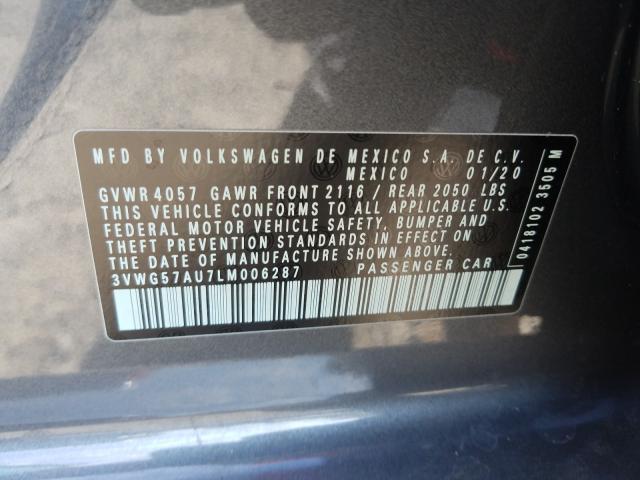 MFD BY VOLKSWAGEN DE MEXICO S.A. DE C.V.
MEXICO 01/20
GVWR 4057 GAWR FRONT 2116 / REAR 2050 LBS
THIS VEHICLE CONFORMS TO ALL APPLICABLE U.S.
FEDERAL MOTOR VEHICLE SAFETY, BUMPER AND
THEFT PREVENTION STANDARDS IN EFFECT ON
THE DATE OF MANUFACTURE SHOWN ABOVE.
3VWG57AU7LM006287 PASSENGER CAR
0418102 3505 M